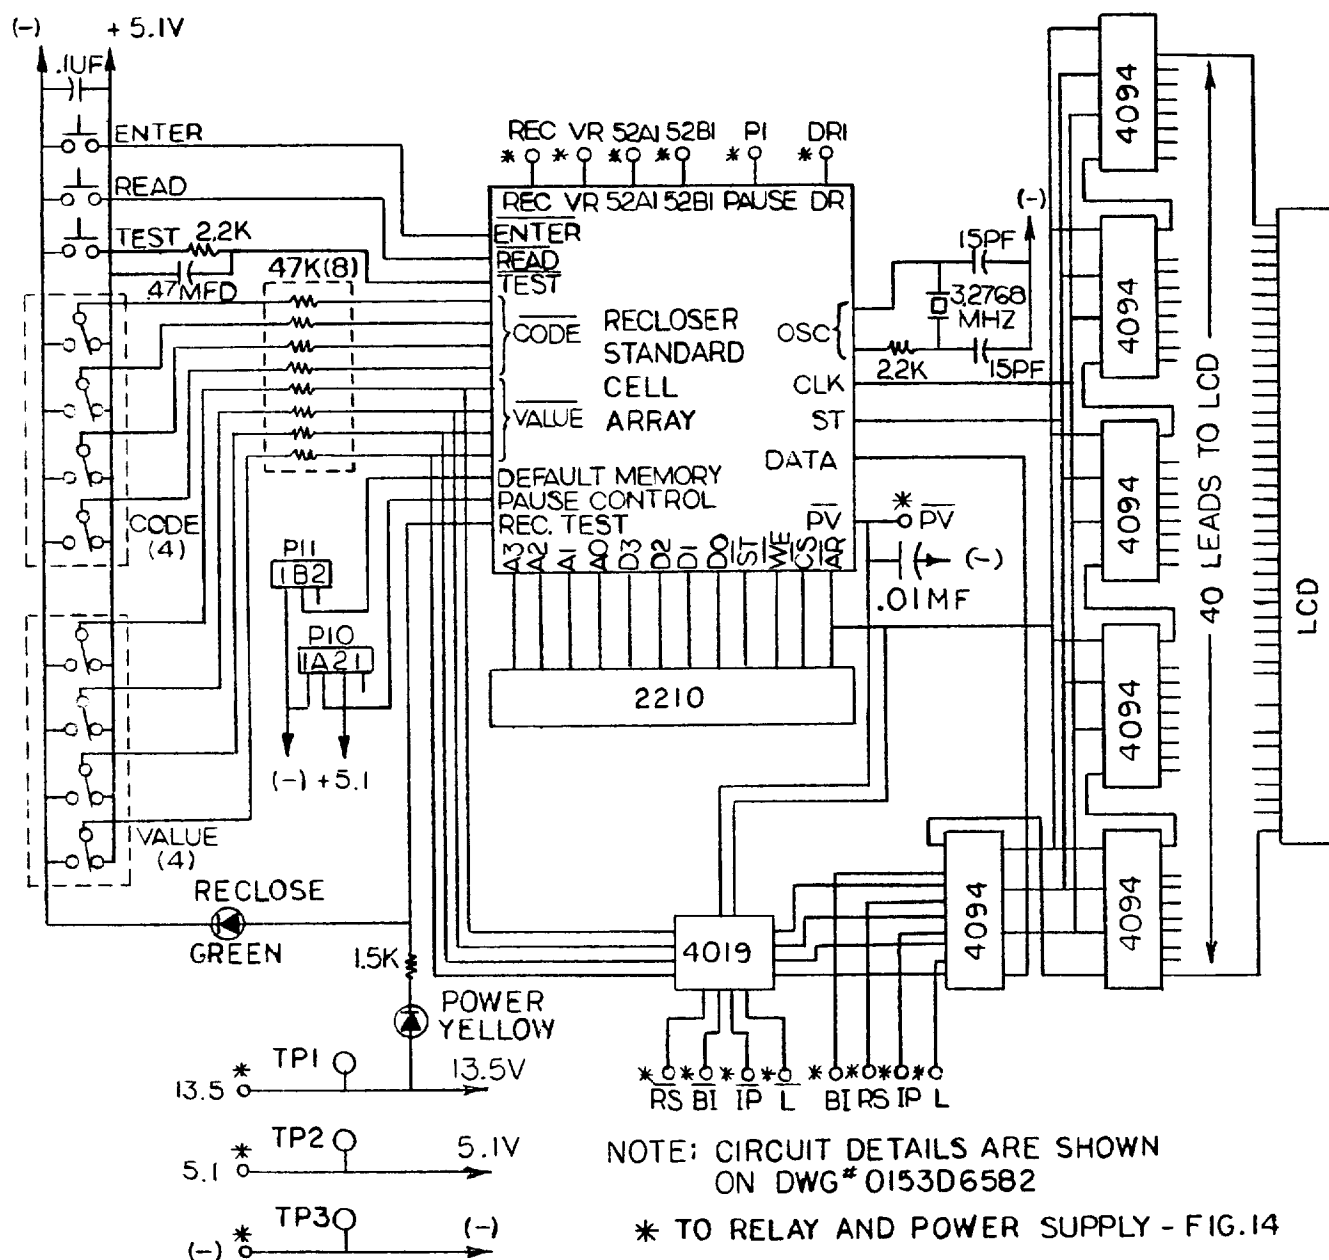 (-)
+ 5.1V
.1UF
ENTER
READ
TEST
2.2K
.47MFD
47K(8)
CODE
(4)
VALUE
(4)
REC VR 52A1 52B1 P1 DR1
* * * * * *
REC VR 52A1 52B1 PAUSE DR
ENTER
READ
TEST
CODE
VALUE
RECLOSER
STANDARD
CELL
ARRAY
DEFAULT MEMORY
PAUSE CONTROL
REC. TEST
OSC
CLK
ST
DATA
PV
A3 A2 A1 A0 D3 D2 D1 D0 ST WE CS AR
2210
(-)
15PF
3.2768
MHZ
2.2K
15PF
* PV
(-)
.01MF
P11
1 B 2
P10
1 A 2 1
(-) +5.1
4094
4094
4094
4094
4094
4094
40 LEADS TO LCD
LCD
4019
RECLOSE
GREEN
1.5K
POWER
YELLOW
* RS * BI * IP * L * BI * RS * IP * L
13.5 * TP1 13.5V
5.1 * TP2 5.1V
(-) * TP3 (-)
NOTE: CIRCUIT DETAILS ARE SHOWN
ON DWG# 0153D6582
* TO RELAY AND POWER SUPPLY - FIG.14